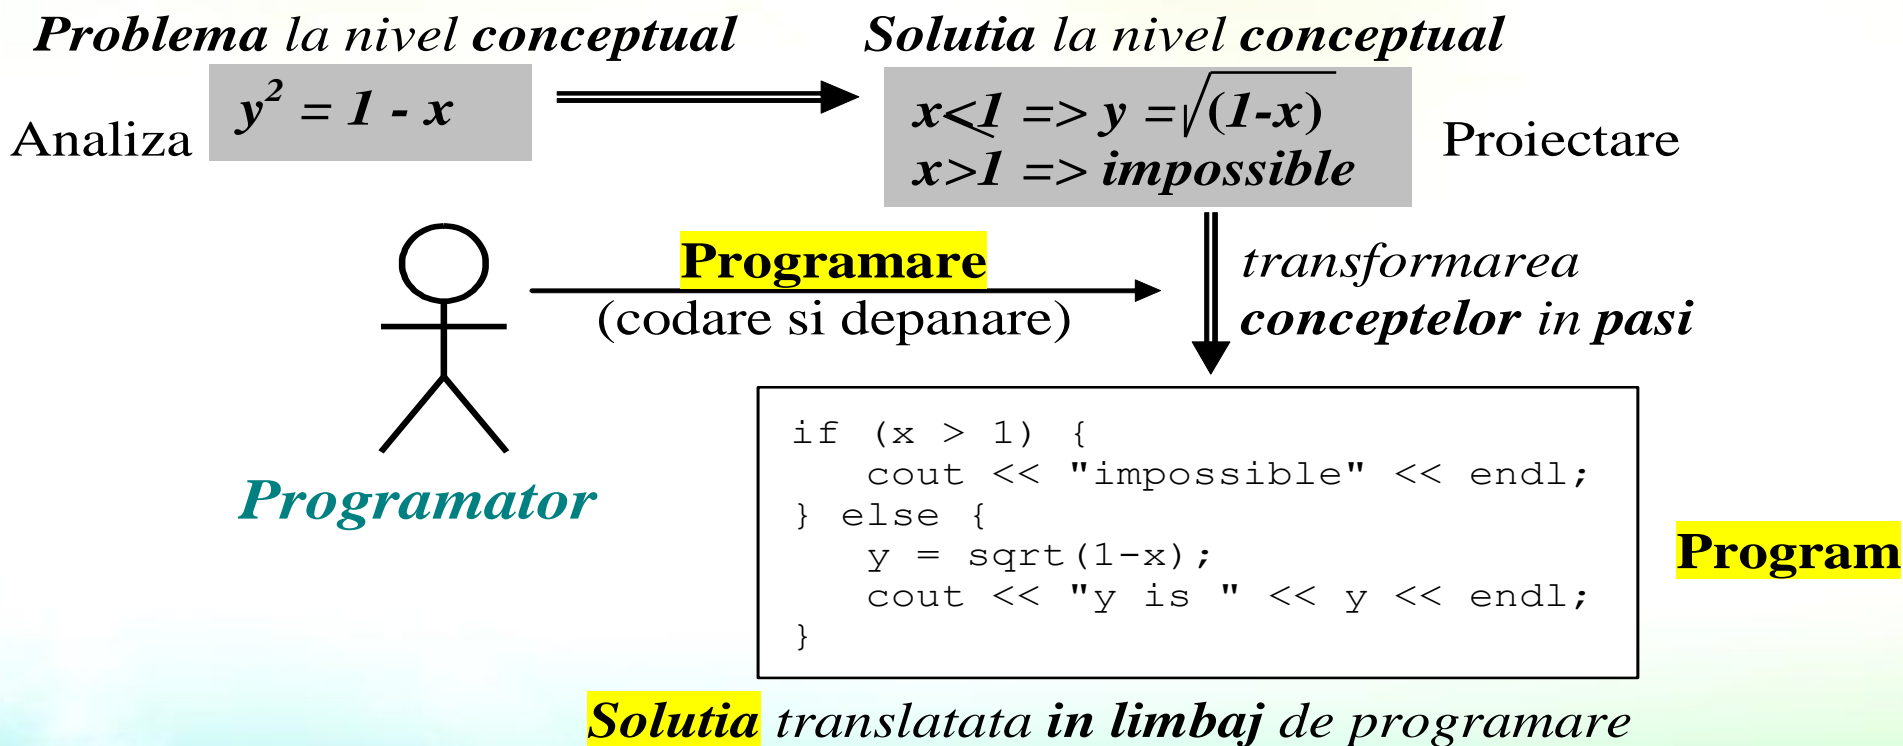 Problema la nivel conceptual
Solutia la nivel conceptual
Analiza
y² = 1 - x
x≤1 => y =√(1-x)
x>1 => impossible
Proiectare
Programare
(codare si depanare)
transformarea
conceptelor in pasi
Programator
if (x > 1) {
   cout << "impossible" << endl;
} else {
   y = sqrt(1-x);
   cout << "y is " << y << endl;
}
Program
Solutia translatata in limbaj de programare